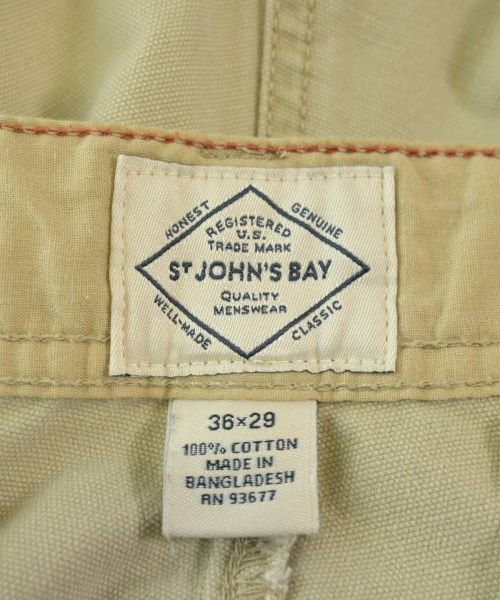 HONEST
GENUINE
REGISTERED
U.S.
TRADE MARK
ST JOHN'S BAY
QUALITY
MENSWEAR
WELL-MADE
CLASSIC
36×29
100% COTTON
MADE IN
BANGLADESH
RN 93677